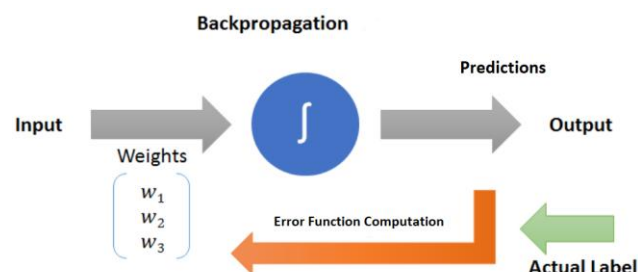 Backpropagation
Predictions
Input
∫
Output
Weights
w₁
w₂
w₃
Error Function Computation
Actual Label